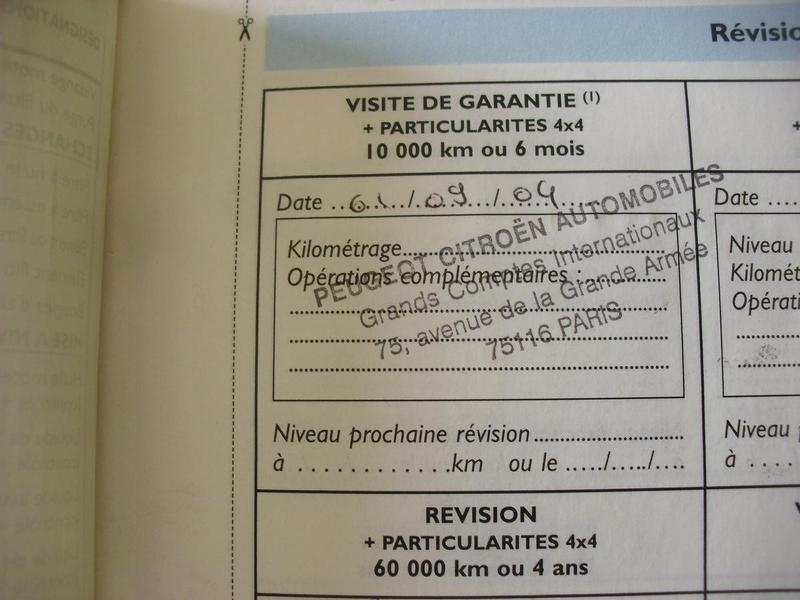 Révisio
VISITE DE GARANTIE (1)
+ PARTICULARITES 4x4
10 000 km ou 6 mois
Date ..01../.09../.04......
Date ....
Kilométrage
Opérations complémentaires :
PEUGEOT CITROËN AUTOMOBILES
Grands Comptes Internationaux
75, avenue de la Grande Armée
75116 PARIS
Niveau
Kilomét
Opérati
Niveau prochaine révision
à ............km ou le ...../...../....
Niveau
à ....
REVISION
+ PARTICULARITES 4x4
60 000 km ou 4 ans